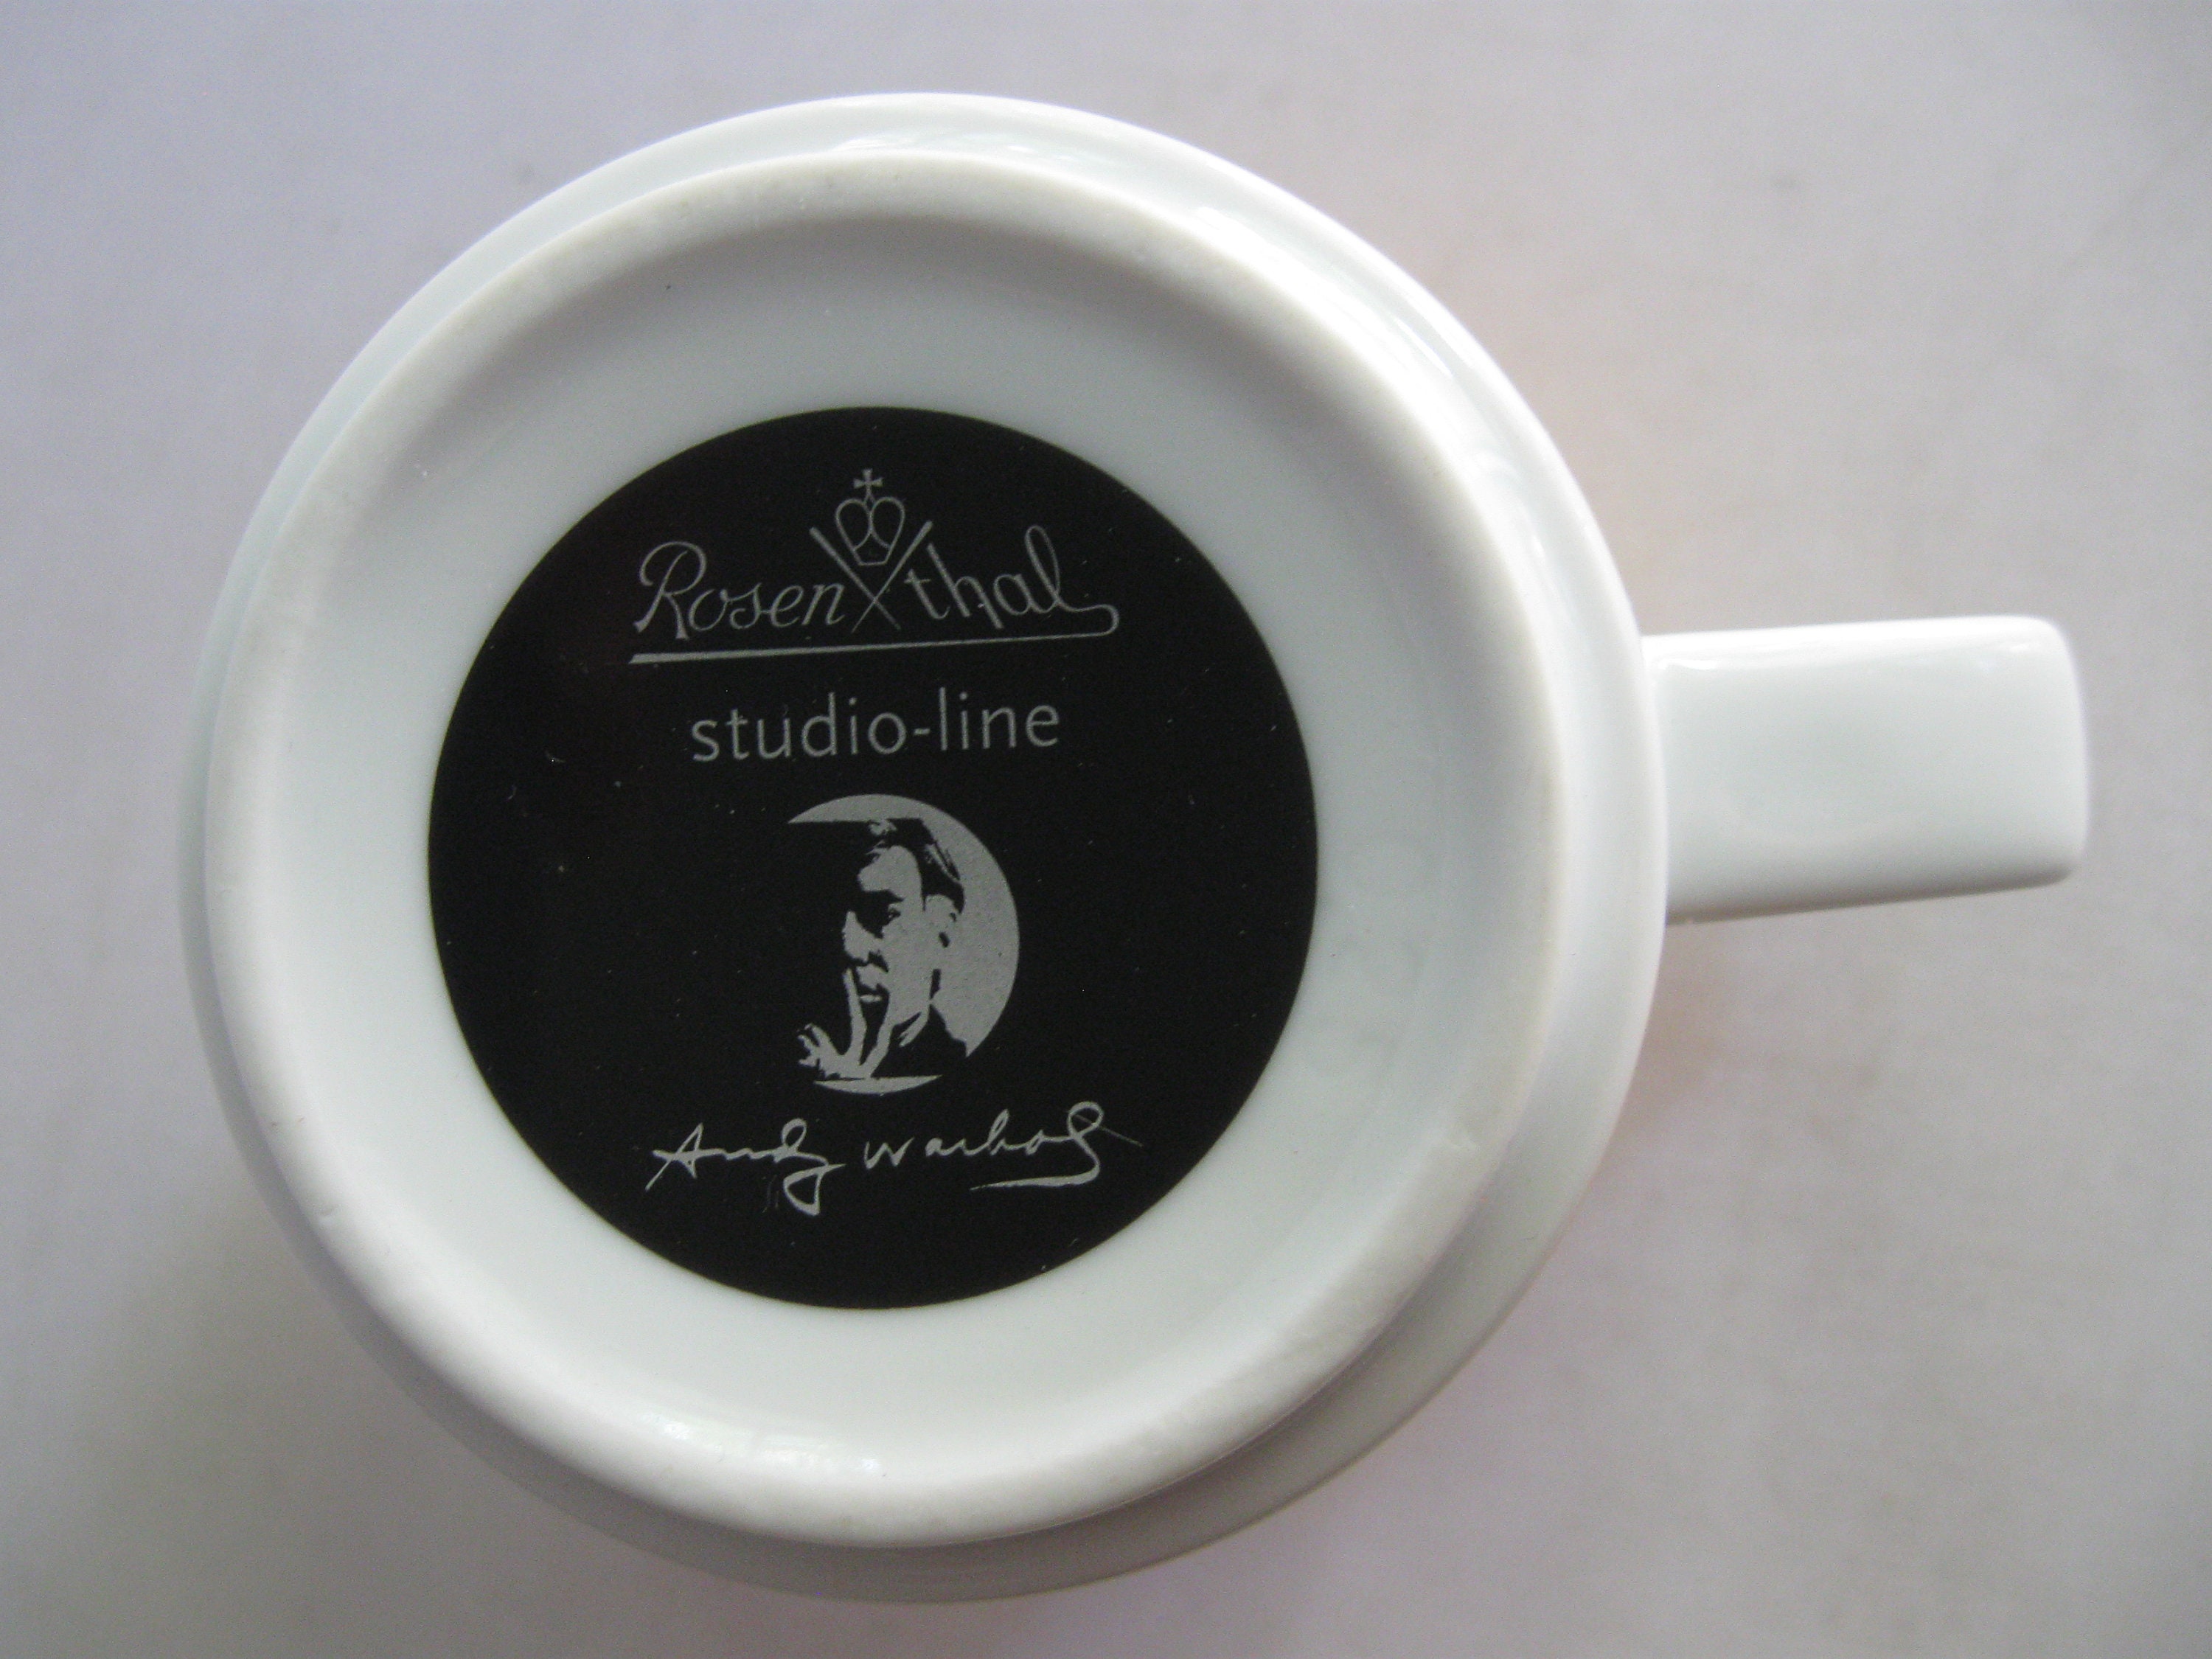 Rosenthal
studio-line
Andy Warhol